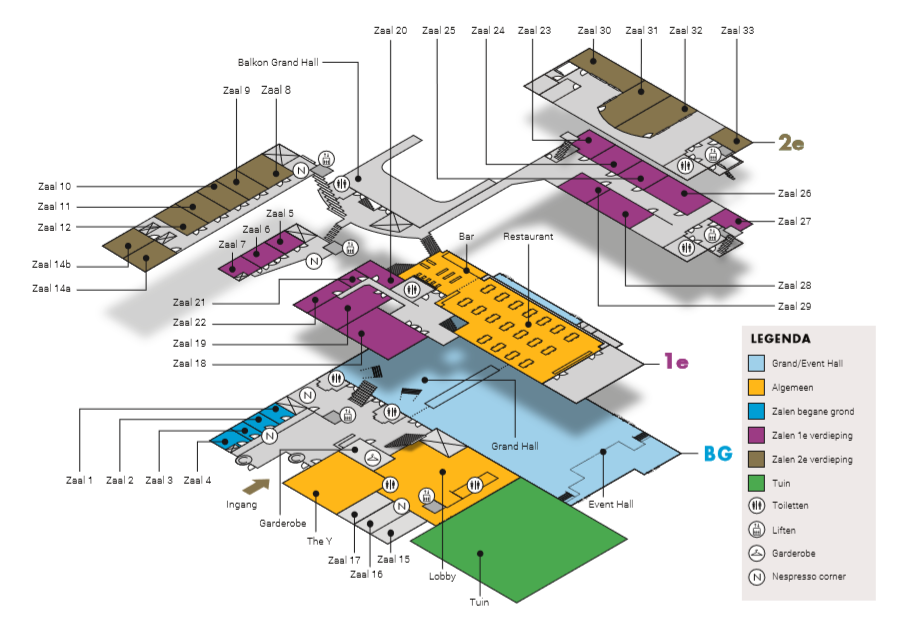 Zaal 20 Zaal 25 Zaal 24 Zaal 23 Zaal 30 Zaal 31 Zaal 32 Zaal 33
Balkon Grand Hall
Zaal 9 Zaal 8
2e
Zaal 10
Zaal 26
Zaal 11
Zaal 5
Zaal 27
Zaal 12
Zaal 6
Zaal 7
Bar Restaurant
Zaal 14b
N
N
Zaal 14a
Zaal 28
Zaal 21
Zaal 29
Zaal 22
Zaal 19
Zaal 18
1e
N
N
Grand Hall
BG
Zaal 1 Zaal 2 Zaal 3 Zaal 4
Ingang
Event Hall
N
Garderobe
The Y
Zaal 17
Zaal 15
Zaal 16
Lobby
Tuin
LEGENDA
Grand/Event Hall
Algemeen
Zalen begane grond
Zalen 1e verdieping
Zalen 2e verdieping
Tuin
Toiletten
Liften
Garderobe
N Nespresso corner